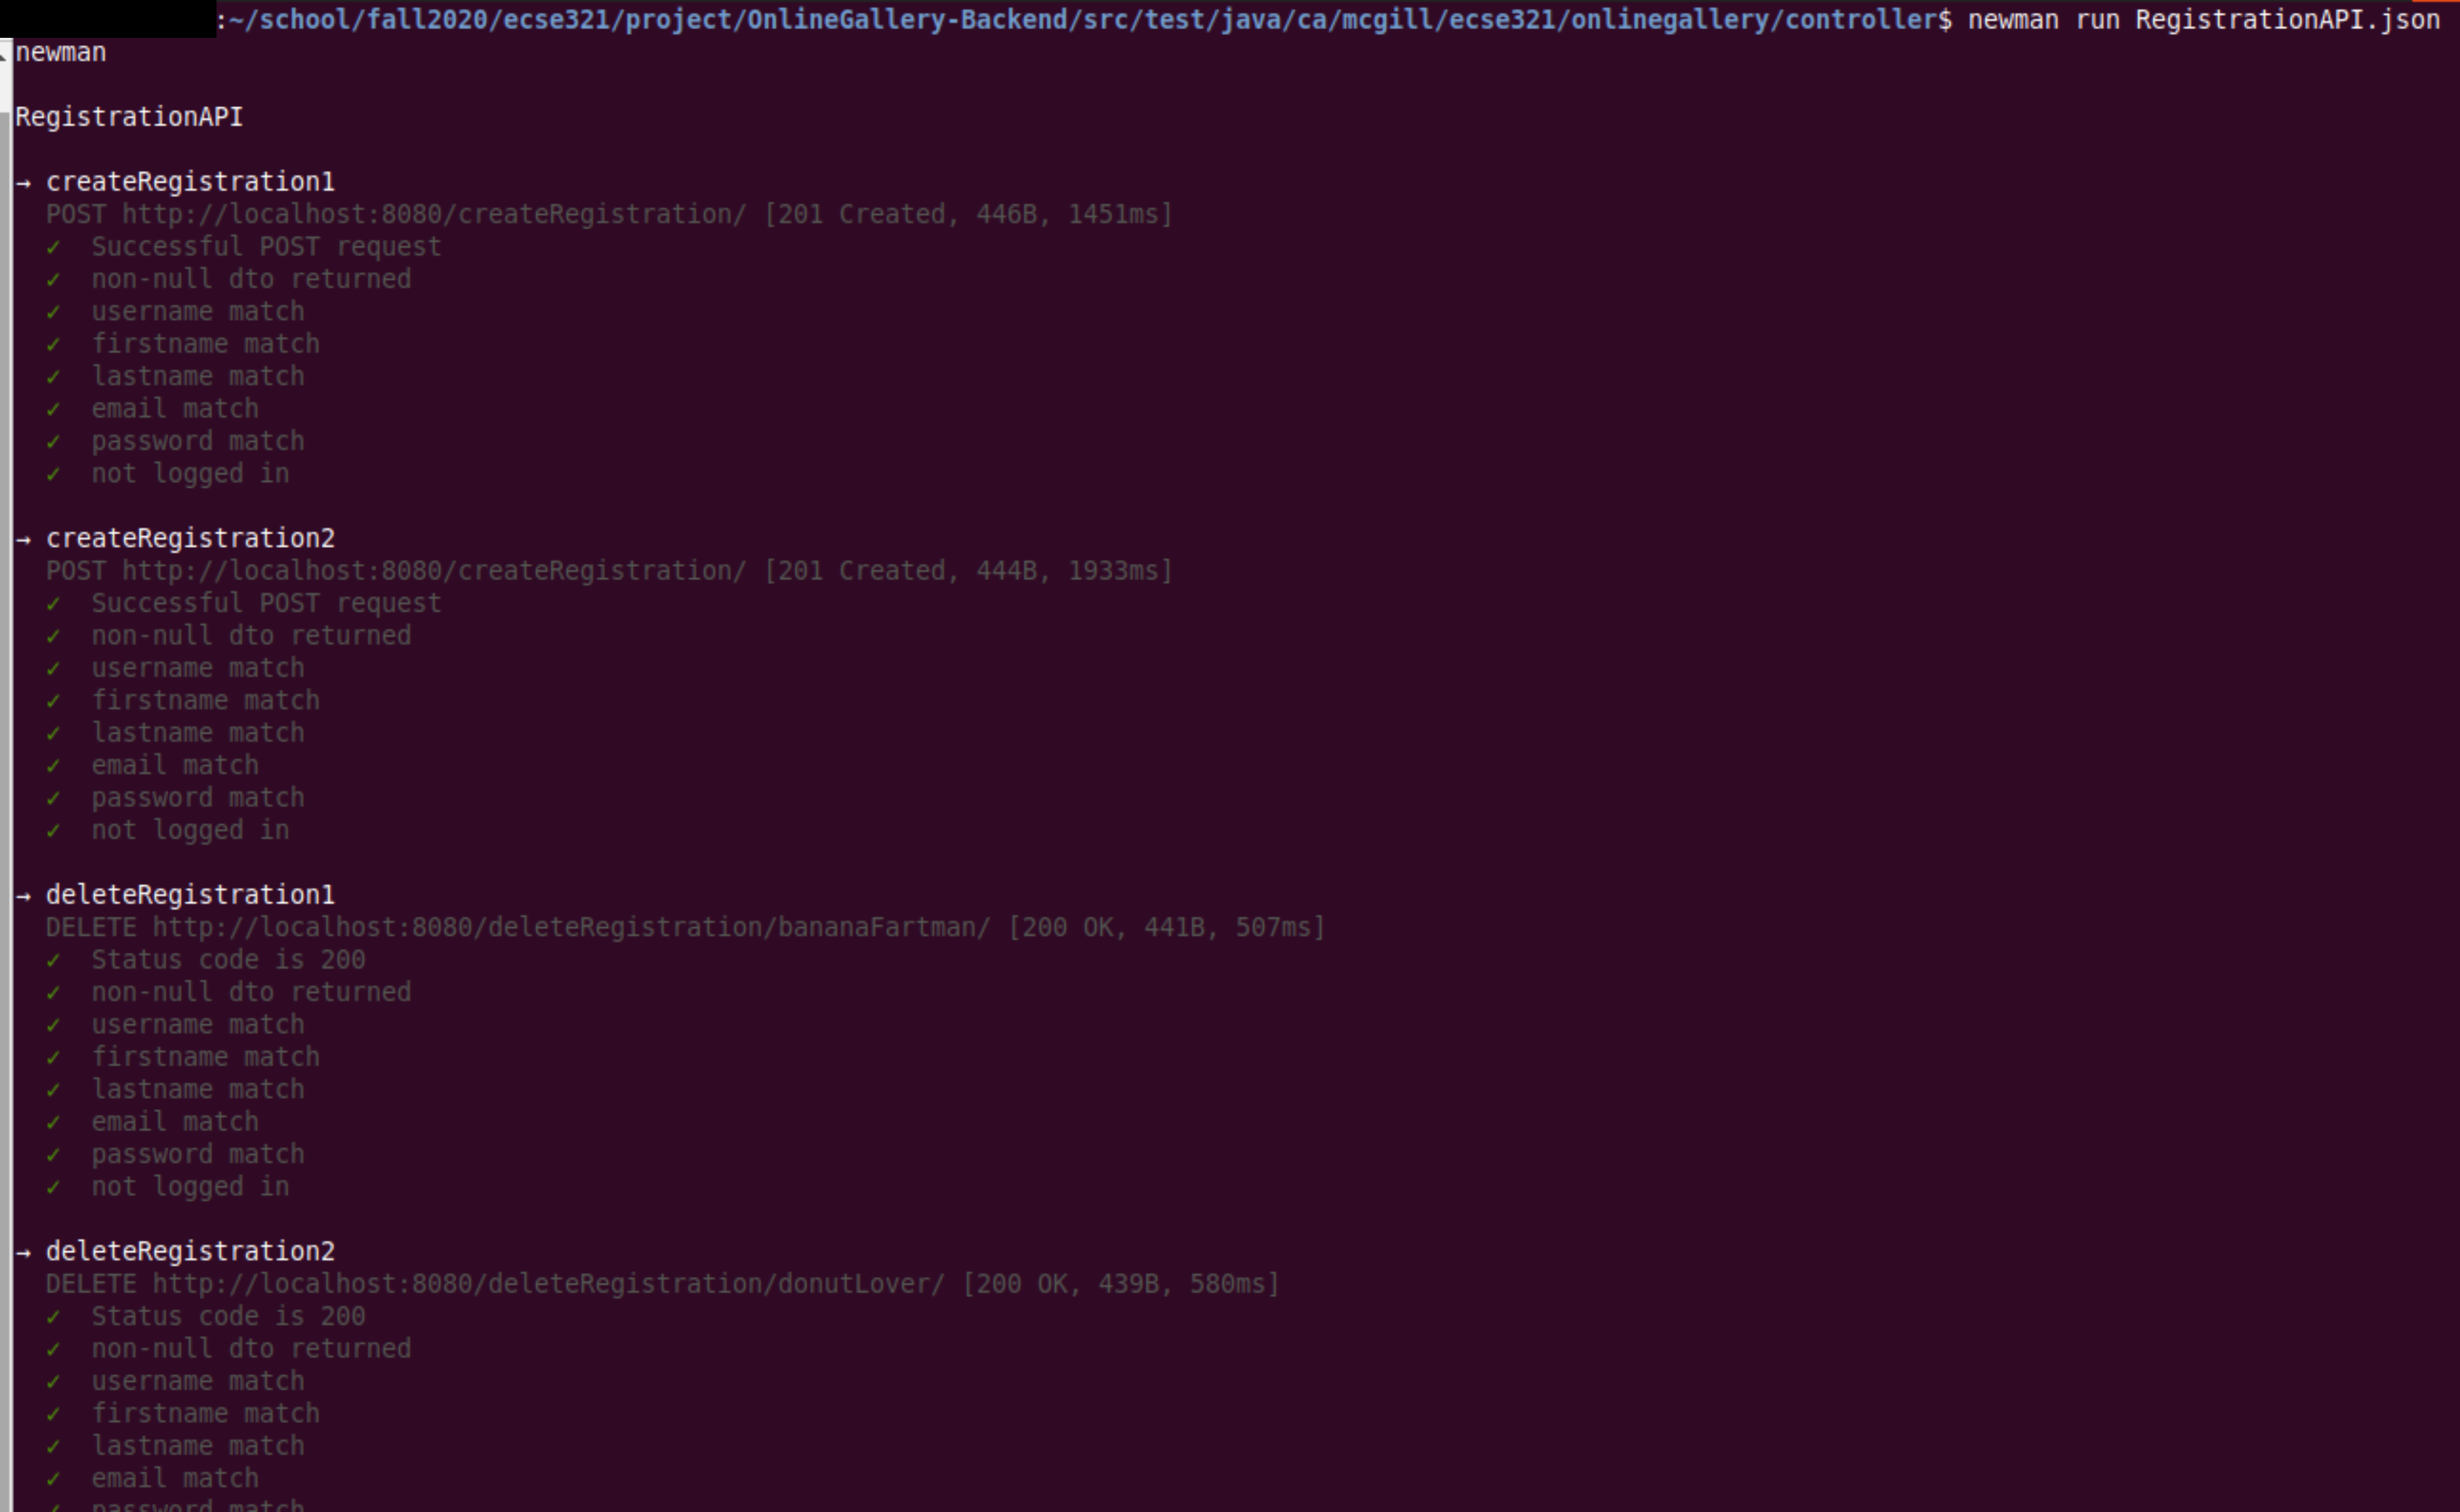 :~/school/fall2020/ecse321/project/OnlineGallery-Backend/src/test/java/ca/mcgill/ecse321/onlinegallery/controller$ newman run RegistrationAPI.json
newman
RegistrationAPI
→ createRegistration1
POST http://localhost:8080/createRegistration/ [201 Created, 446B, 1451ms]
✓ Successful POST request
✓ non-null dto returned
✓ username match
✓ firstname match
✓ lastname match
✓ email match
✓ password match
✓ not logged in
→ createRegistration2
POST http://localhost:8080/createRegistration/ [201 Created, 444B, 1933ms]
✓ Successful POST request
✓ non-null dto returned
✓ username match
✓ firstname match
✓ lastname match
✓ email match
✓ password match
✓ not logged in
→ deleteRegistration1
DELETE http://localhost:8080/deleteRegistration/bananaFartman/ [200 OK, 441B, 507ms]
✓ Status code is 200
✓ non-null dto returned
✓ username match
✓ firstname match
✓ lastname match
✓ email match
✓ password match
✓ not logged in
→ deleteRegistration2
DELETE http://localhost:8080/deleteRegistration/donutLover/ [200 OK, 439B, 580ms]
✓ Status code is 200
✓ non-null dto returned
✓ username match
✓ firstname match
✓ lastname match
✓ email match
✓ password match